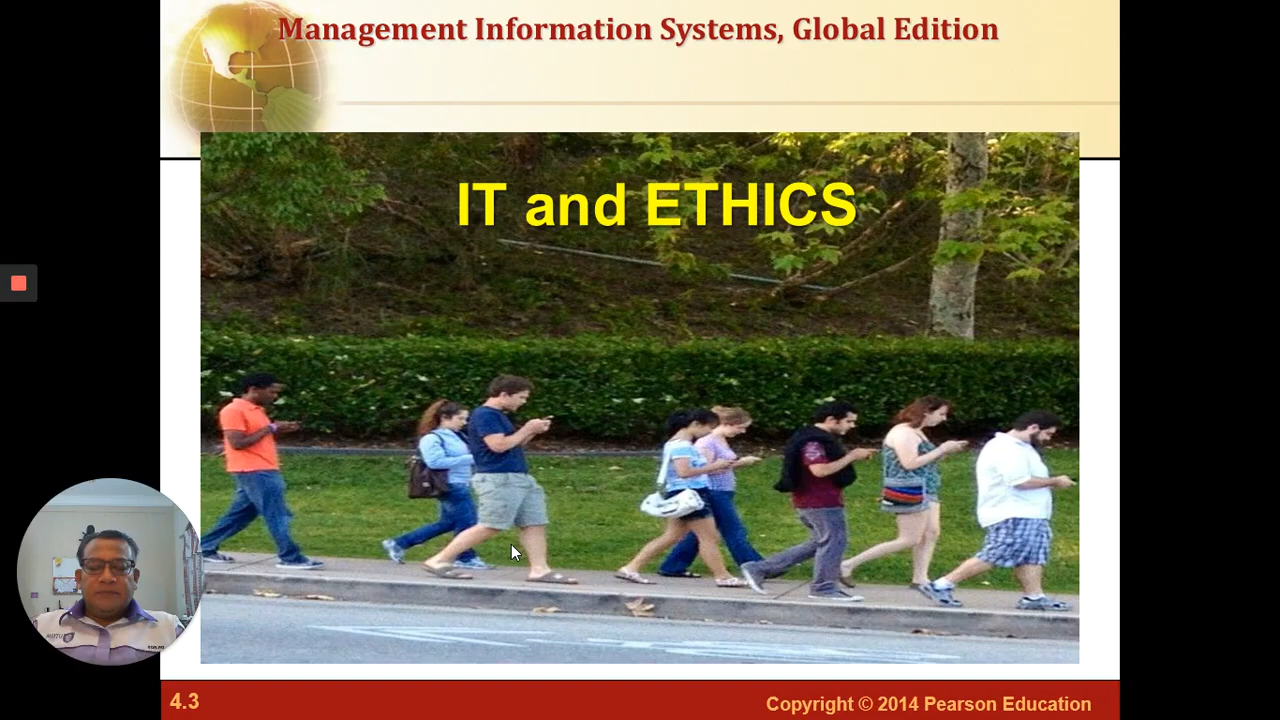 Management Information Systems, Global Edition
IT and ETHICS
4.3
Copyright © 2014 Pearson Education